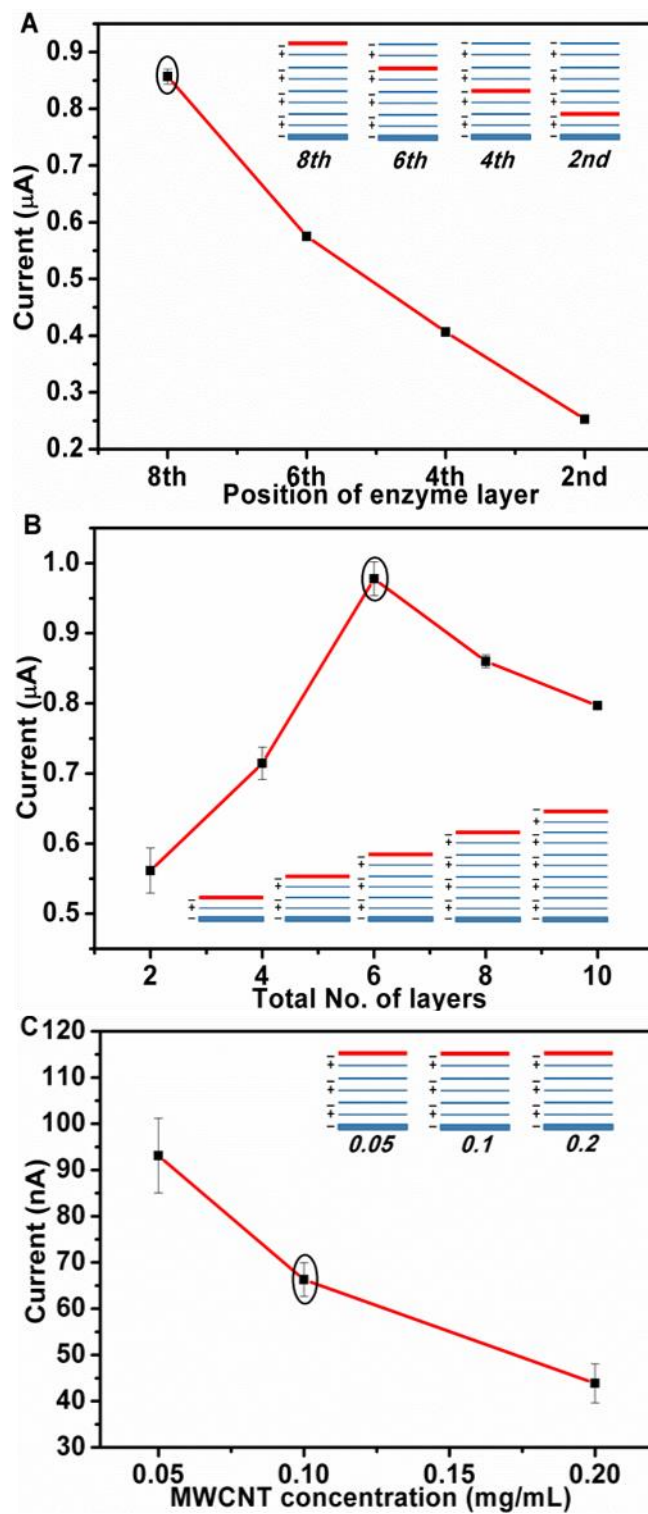 A
Current (μA)
0.9
0.8
0.7
0.6
0.5
0.4
0.3
0.2
8th 6th 4th 2nd
8th 6th 4th 2nd
Position of enzyme layer
B
Current (μA)
1.0
0.9
0.8
0.7
0.6
0.5
2 4 6 8 10
Total No. of layers
C
Current (nA)
120
110
100
90
80
70
60
50
40
30
0.05 0.1 0.2
0.05 0.10 0.15 0.20
MWCNT concentration (mg/mL)